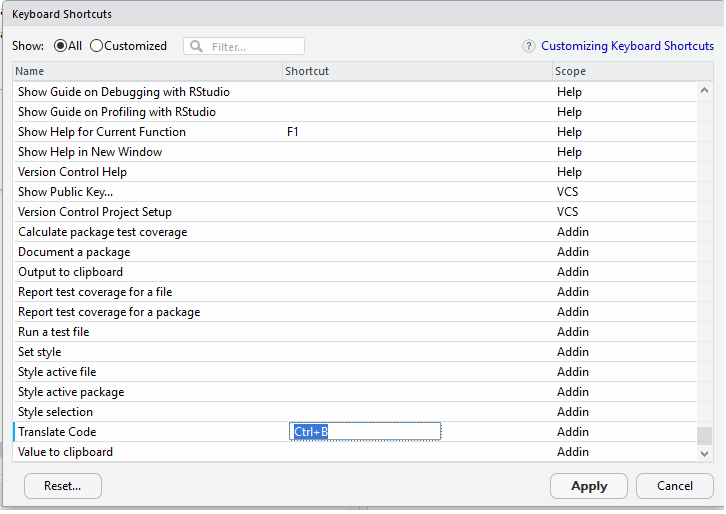 Keyboard Shortcuts
Show: All Customized Filter... ? Customizing Keyboard Shortcuts
Name Shortcut Scope
Show Guide on Debugging with RStudio Help
Show Guide on Profiling with RStudio Help
Show Help for Current Function F1 Help
Show Help in New Window Help
Version Control Help Help
Show Public Key... VCS
Version Control Project Setup VCS
Calculate package test coverage Addin
Document a package Addin
Output to clipboard Addin
Report test coverage for a file Addin
Report test coverage for a package Addin
Run a test file Addin
Set style Addin
Style active file Addin
Style active package Addin
Style selection Addin
Translate Code Ctrl+B Addin
Value to clipboard Addin
Reset... Apply Cancel